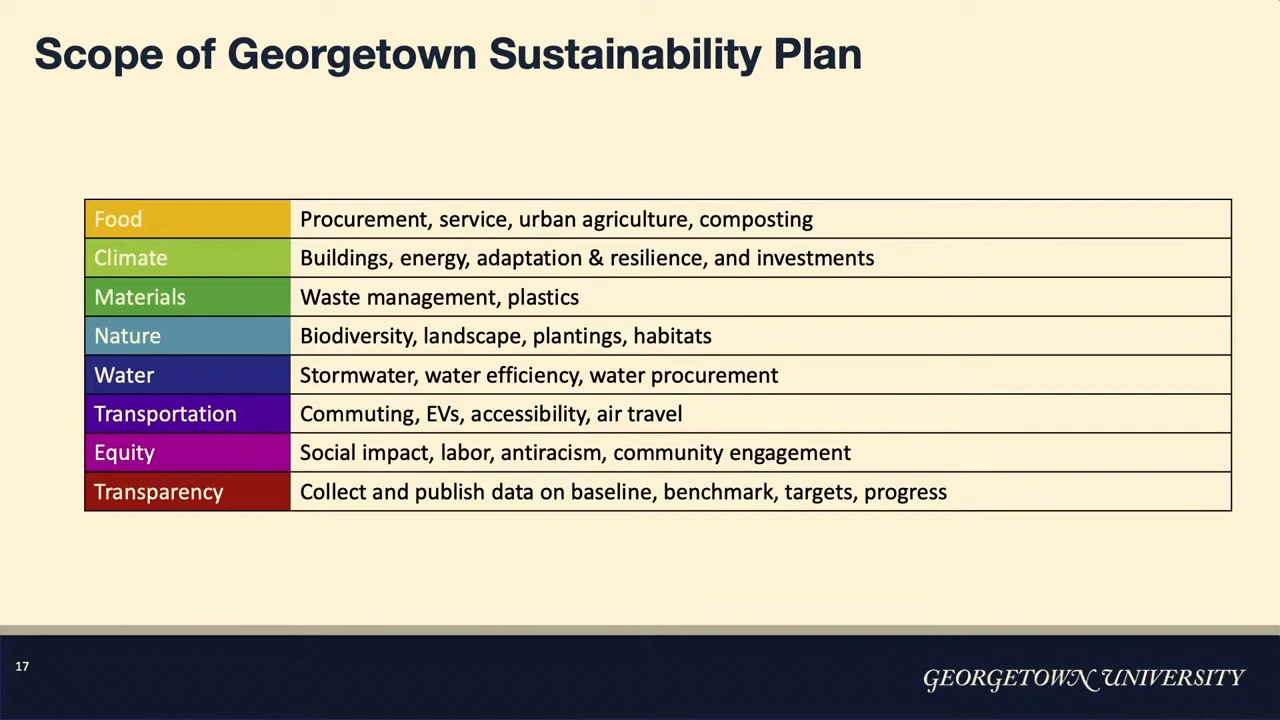 Scope of Georgetown Sustainability Plan
Food Procurement, service, urban agriculture, composting
Climate Buildings, energy, adaptation & resilience, and investments
Materials Waste management, plastics
Nature Biodiversity, landscape, plantings, habitats
Water Stormwater, water efficiency, water procurement
Transportation Commuting, EVs, accessibility, air travel
Equity Social impact, labor, antiracism, community engagement
Transparency Collect and publish data on baseline, benchmark, targets, progress
17
GEORGETOWN UNIVERSITY